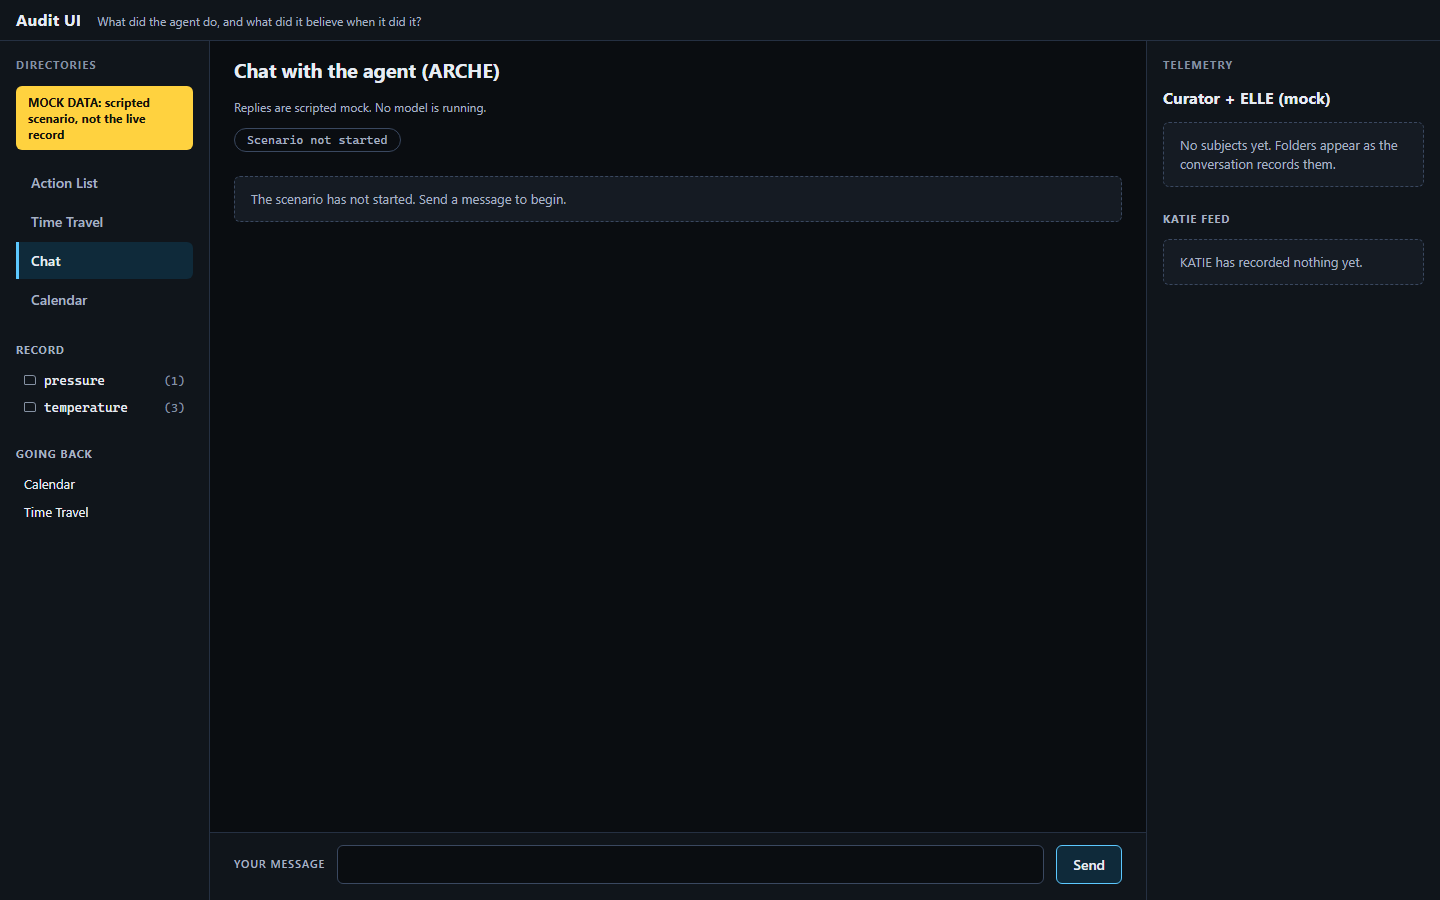 Audit UI
What did the agent do, and what did it believe when it did it?
DIRECTORIES
MOCK DATA: scripted
scenario, not the live
record
Action List
Time Travel
Chat
Calendar
RECORD
pressure (1)
temperature (3)
GOING BACK
Calendar
Time Travel
Chat with the agent (ARCHE)
Replies are scripted mock. No model is running.
Scenario not started
The scenario has not started. Send a message to begin.
YOUR MESSAGE
Send
TELEMETRY
Curator + ELLE (mock)
No subjects yet. Folders appear as the
conversation records them.
KATIE FEED
KATIE has recorded nothing yet.